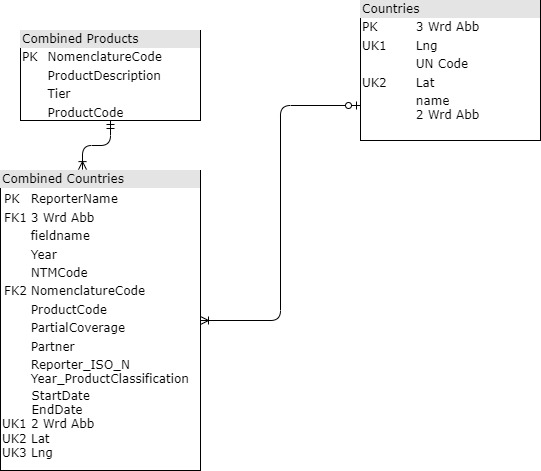 Countries
PK 3 Wrd Abb
UK1 Lng
UN Code
UK2 Lat
name
2 Wrd Abb
Combined Products
PK NomenclatureCode
ProductDescription
Tier
ProductCode
Combined Countries
PK ReporterName
FK1 3 Wrd Abb
fieldname
Year
NTMCode
FK2 NomenclatureCode
ProductCode
PartialCoverage
Partner
Reporter_ISO_N
Year_ProductClassification
StartDate
EndDate
UK1 2 Wrd Abb
UK2 Lat
UK3 Lng